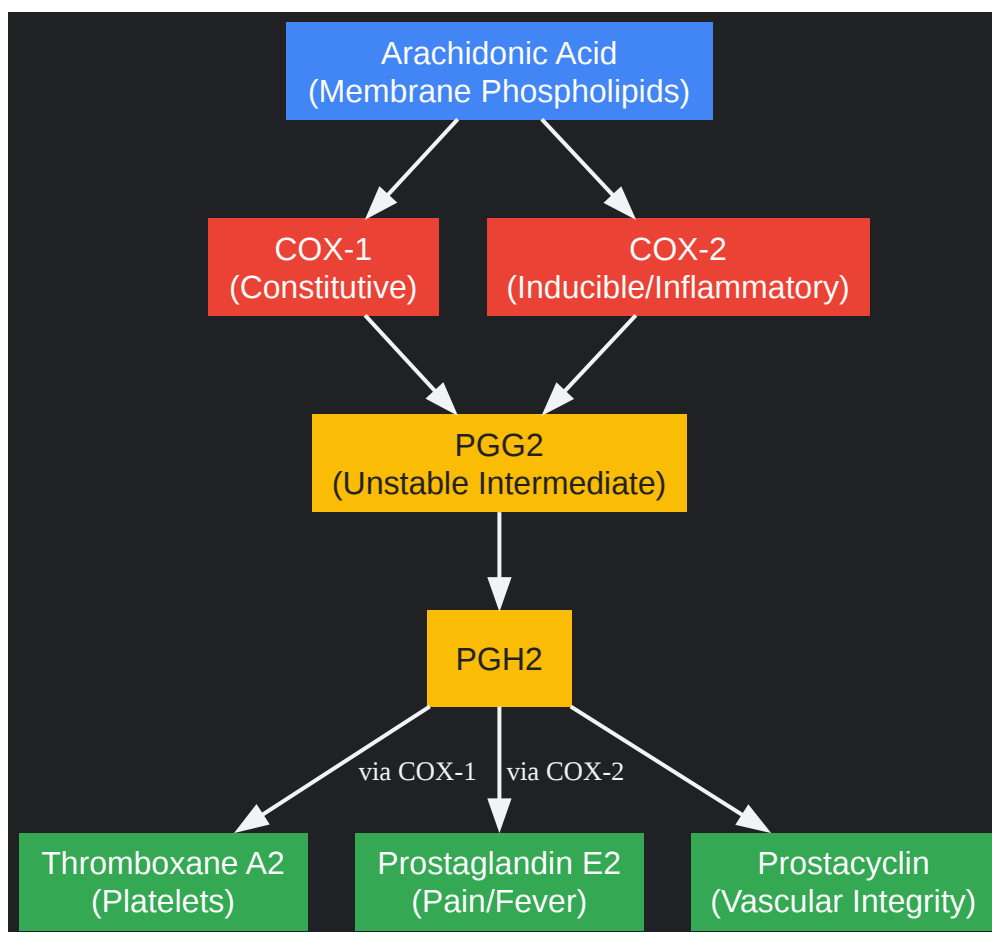 Arachidonic Acid
(Membrane Phospholipids)
COX-1
(Constitutive)
COX-2
(Inducible/Inflammatory)
PGG2
(Unstable Intermediate)
PGH2
via COX-1
via COX-2
Thromboxane A2
(Platelets)
Prostaglandin E2
(Pain/Fever)
Prostacyclin
(Vascular Integrity)